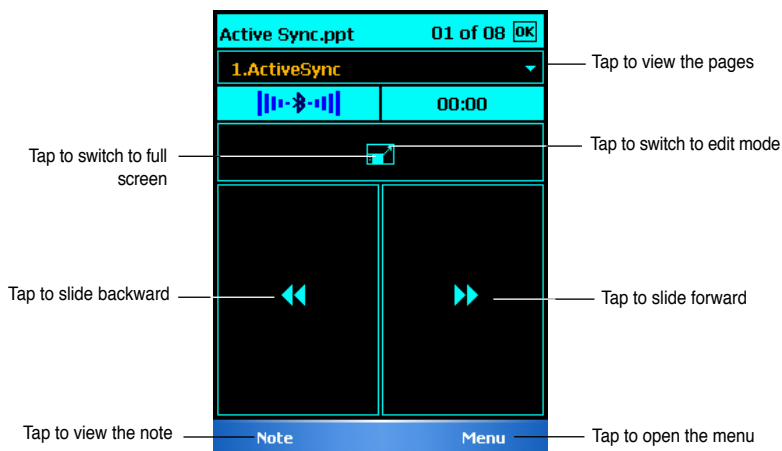 Active Sync.ppt 01 of 08 OK
1.ActiveSync
Tap to view the pages
00:00
Tap to switch to full
screen
Tap to switch to edit mode
Tap to slide backward
Tap to slide forward
Tap to view the note
Note Menu
Tap to open the menu